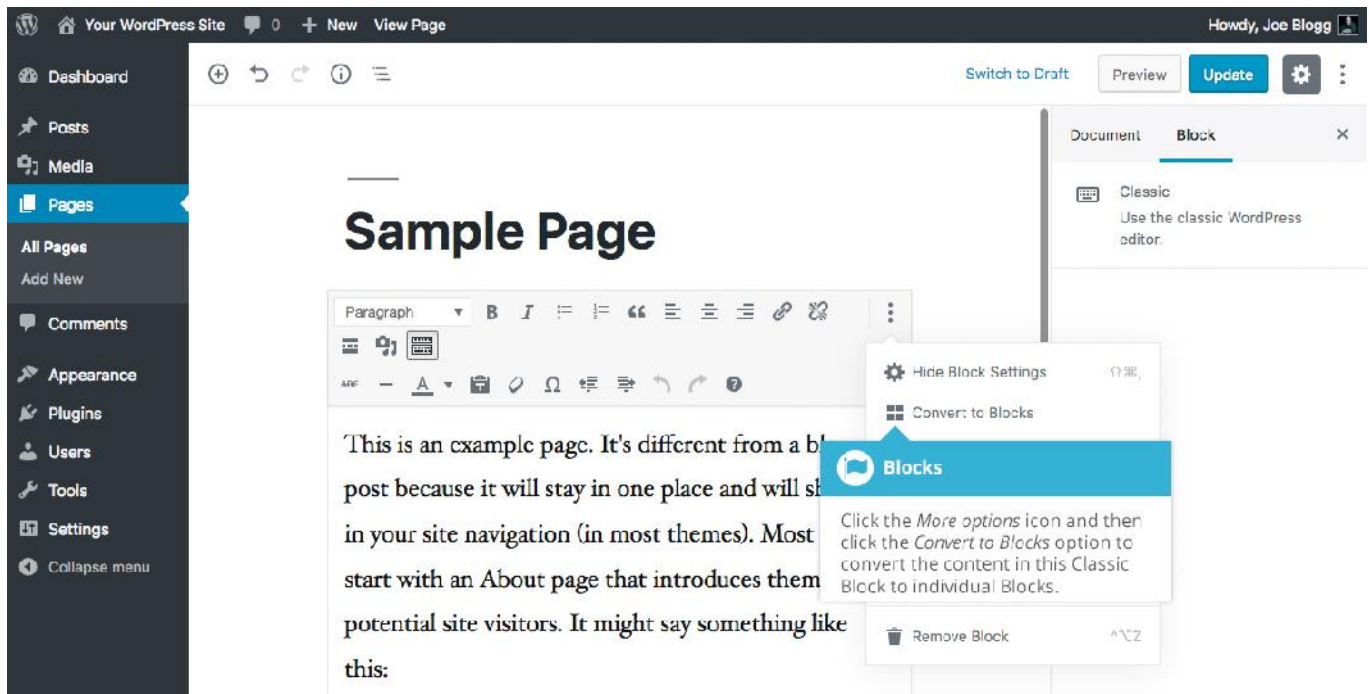 Your WordPress Site 0 + New View Page
Howdy, Joe Blogg
Dashboard
Posts
Media
Pages
All Pages
Add New
Comments
Appearance
Plugins
Users
Tools
Settings
Collapse menu
Switch to Draft
Preview
Update
Document Block
Classic
Use the classic WordPress
editor.
Sample Page
Paragraph B I
ABC A Ω
This is an example page. It's different from a
post because it will stay in one place and will
in your site navigation (in most themes). Most
start with an About page that introduces them
potential site visitors. It might say something like
this:
Hide Block Settings
Convert to Blocks
Blocks
Click the More options icon and then
click the Convert to Blocks option to
convert the content in this Classic
Block to individual Blocks.
Remove Block ^⌥Z